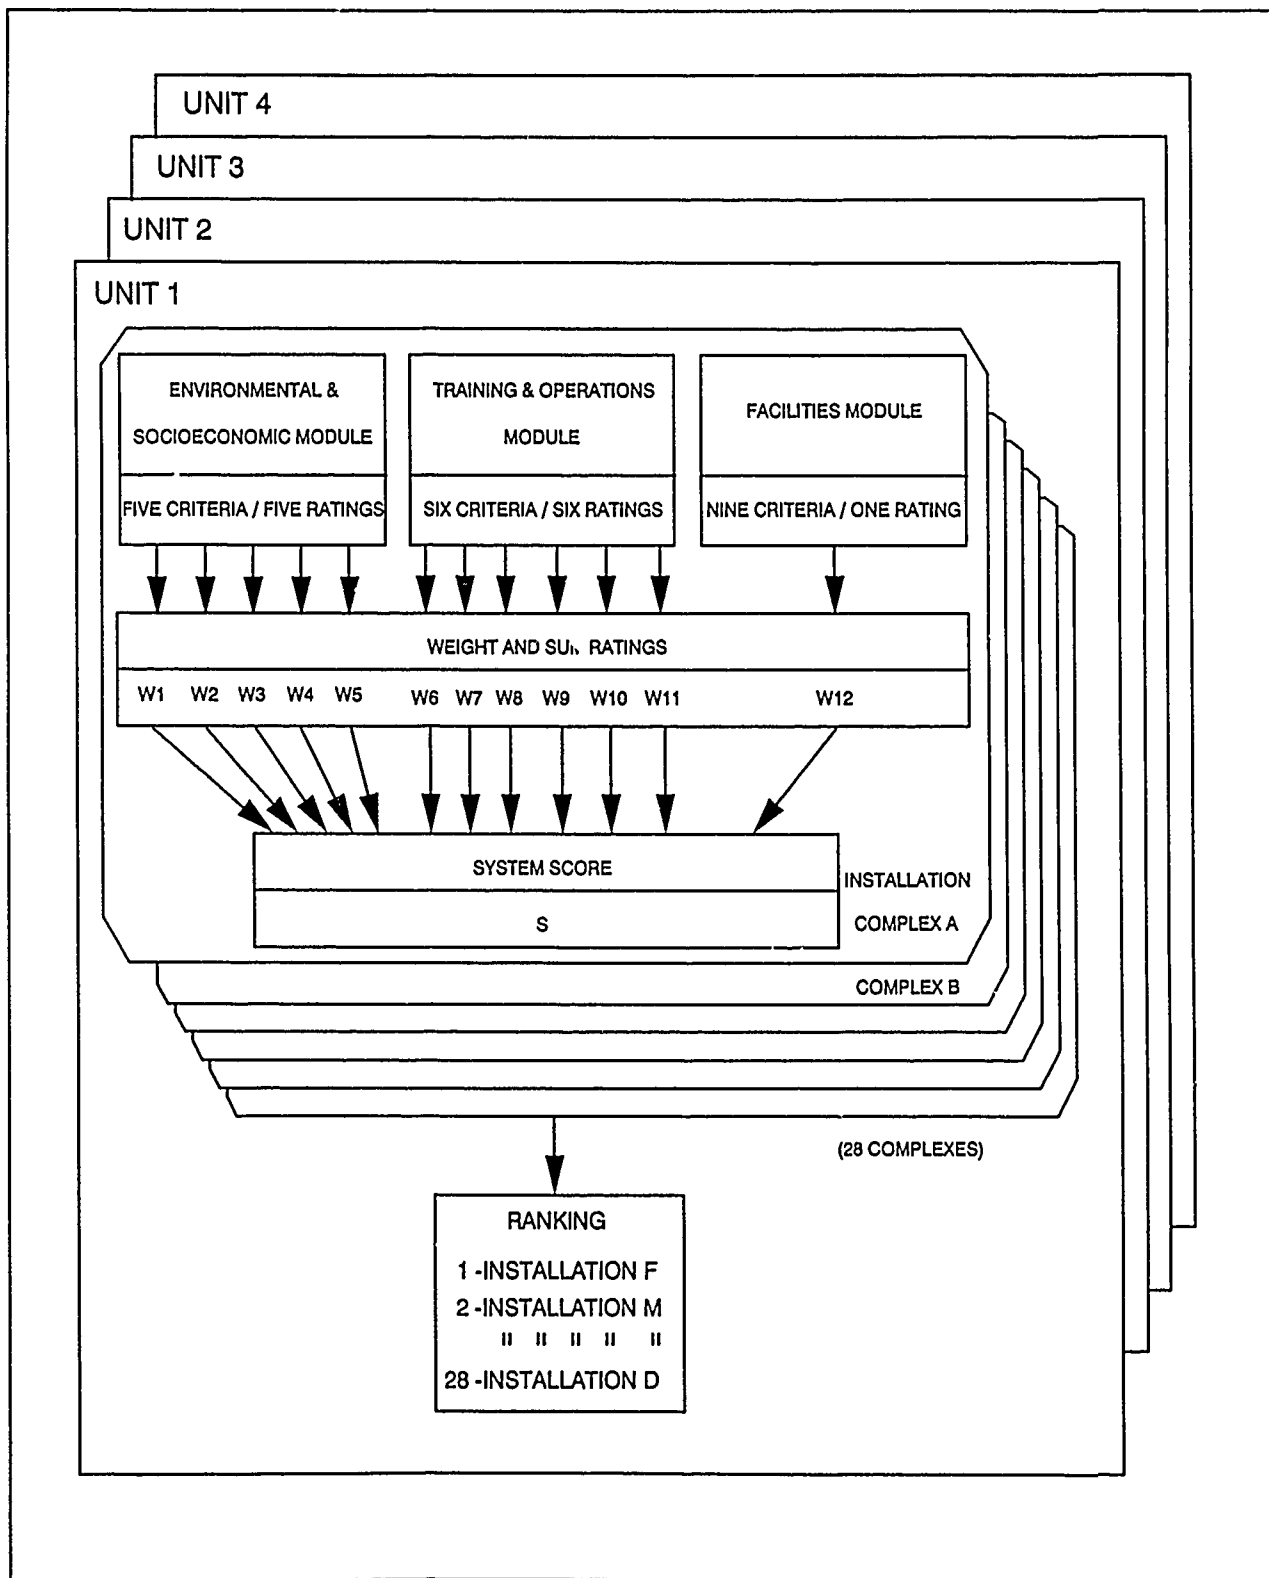 UNIT 4
UNIT 3
UNIT 2
UNIT 1
ENVIRONMENTAL &
SOCIOECONOMIC MODULE
FIVE CRITERIA / FIVE RATINGS
TRAINING & OPERATIONS
MODULE
SIX CRITERIA / SIX RATINGS
FACILITIES MODULE
NINE CRITERIA / ONE RATING
WEIGHT AND SUM RATINGS
W1 W2 W3 W4 W5 W6 W7 W8 W9 W10 W11 W12
SYSTEM SCORE
S
INSTALLATION
COMPLEX A
COMPLEX B
(28 COMPLEXES)
RANKING
1 -INSTALLATION F
2 -INSTALLATION M
" " " " "
28 -INSTALLATION D